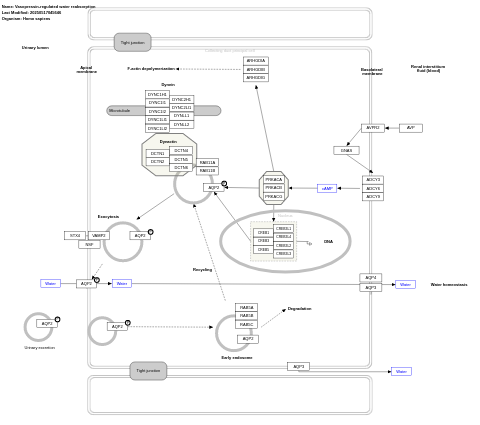 Name: Vasopressin-regulated water reabsorption
Last Modified: 20250517045646
Organism: Homo sapiens
Tight junction
Urinary lumen
Apical membrane
F-actin depolymerization
ARHGDIA
ARHGDIB
ARHGDIG
Basolateral membrane
Renal interstitium fluid (blood)
Dynein
DYNC1H1
DYNC2H1
DYNC1I1
DYNC2LI1
DYNC1I2
DYNLL1
DYNC1LI1
DYNLL2
DYNC1LI2
Microtubule
AVPR2
AVP
GNAS
Dynactin
DCTN4
DCTN1
DCTN5
DCTN2
DCTN6
RAB11A
RAB11B
AQP2
P
PRKACA
PRKACB
PRKACG
cAMP
ADCY3
ADCY6
ADCY9
Exocytosis
STX4
VAMP2
NSF
AQP2
P
CREB3L1
CREB1
CREB3L4
CREB3
CREB3L2
CREB5
CREB3L3
DNA
Recycling
Water
AQP2
P
Water
AQP4
AQP3
Water
Water homeostasis
AQP2
P
Urinary excretion
AQP2
P
RAB5A
RAB5B
RAB5C
AQP2
Degradation
Early endosome
Tight junction
AQP3
Water